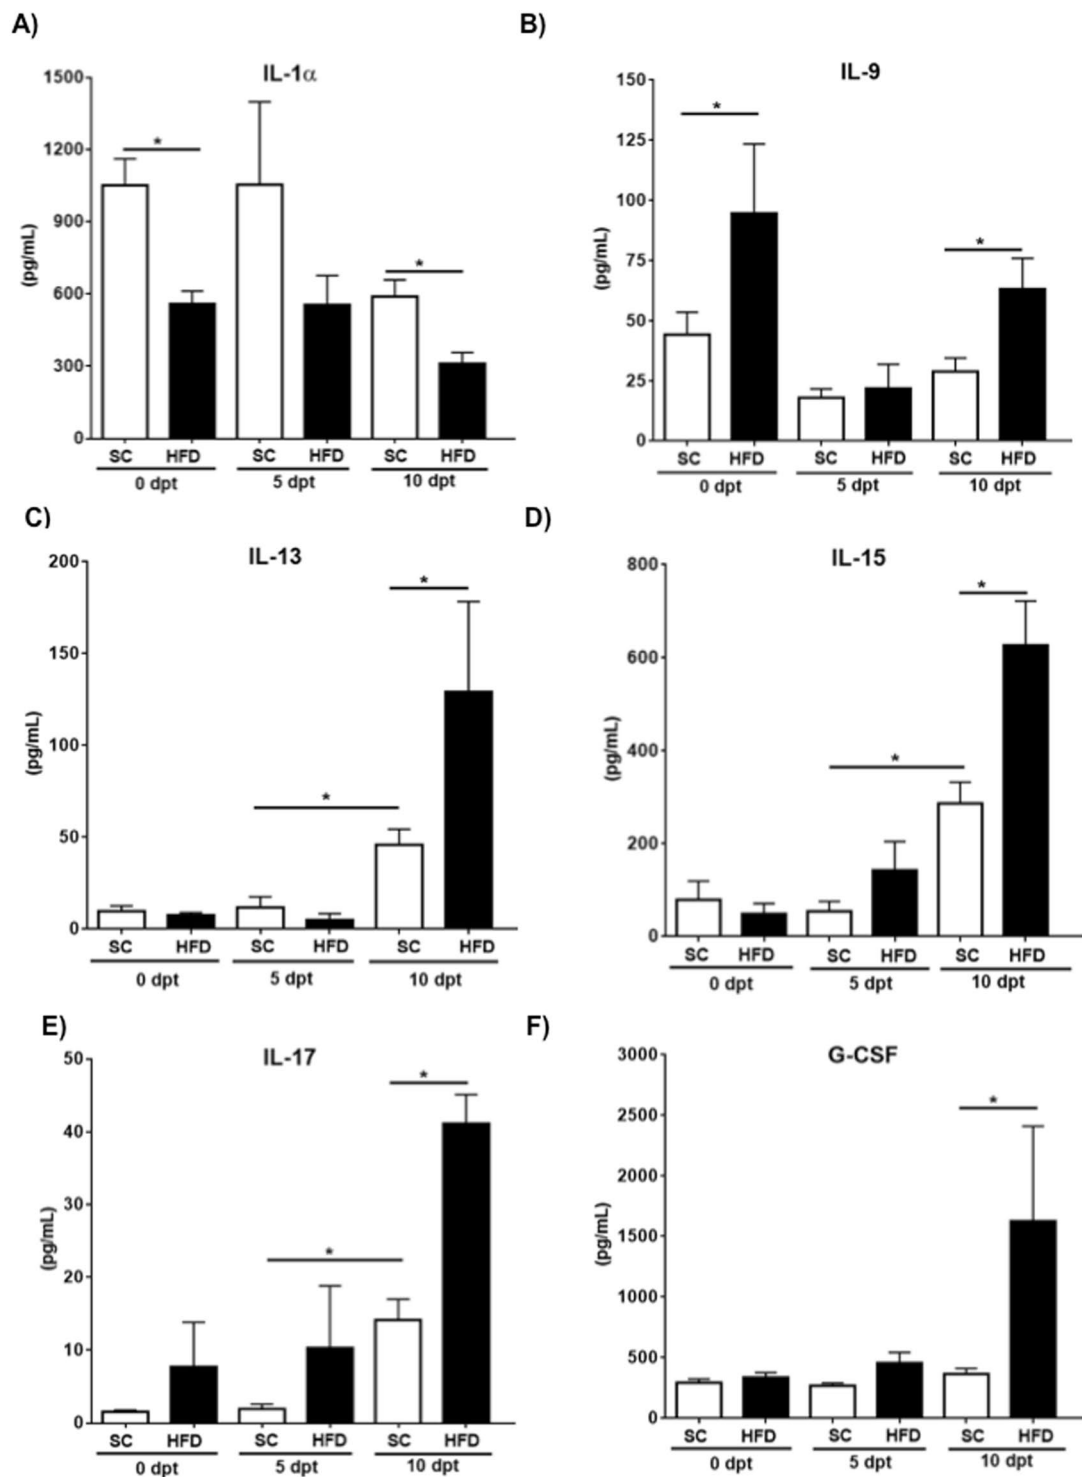 A)
IL-1α
1500
1200
900
600
300
0
(pg/mL)
*
*
SC HFD SC HFD SC HFD
0 dpt 5 dpt 10 dpt
B)
IL-9
150
125
100
75
50
25
0
(pg/mL)
*
*
SC HFD SC HFD SC HFD
0 dpt 5 dpt 10 dpt
C)
IL-13
200
150
100
50
0
(pg/mL)
*
*
SC HFD SC HFD SC HFD
0 dpt 5 dpt 10 dpt
D)
IL-15
800
600
400
200
0
(pg/mL)
*
*
SC HFD SC HFD SC HFD
0 dpt 5 dpt 10 dpt
E)
IL-17
50
40
30
20
10
0
(pg/mL)
*
*
SC HFD SC HFD SC HFD
0 dpt 5 dpt 10 dpt
F)
G-CSF
3000
2500
2000
1500
1000
500
0
(pg/mL)
*
SC HFD SC HFD SC HFD
0 dpt 5 dpt 10 dpt